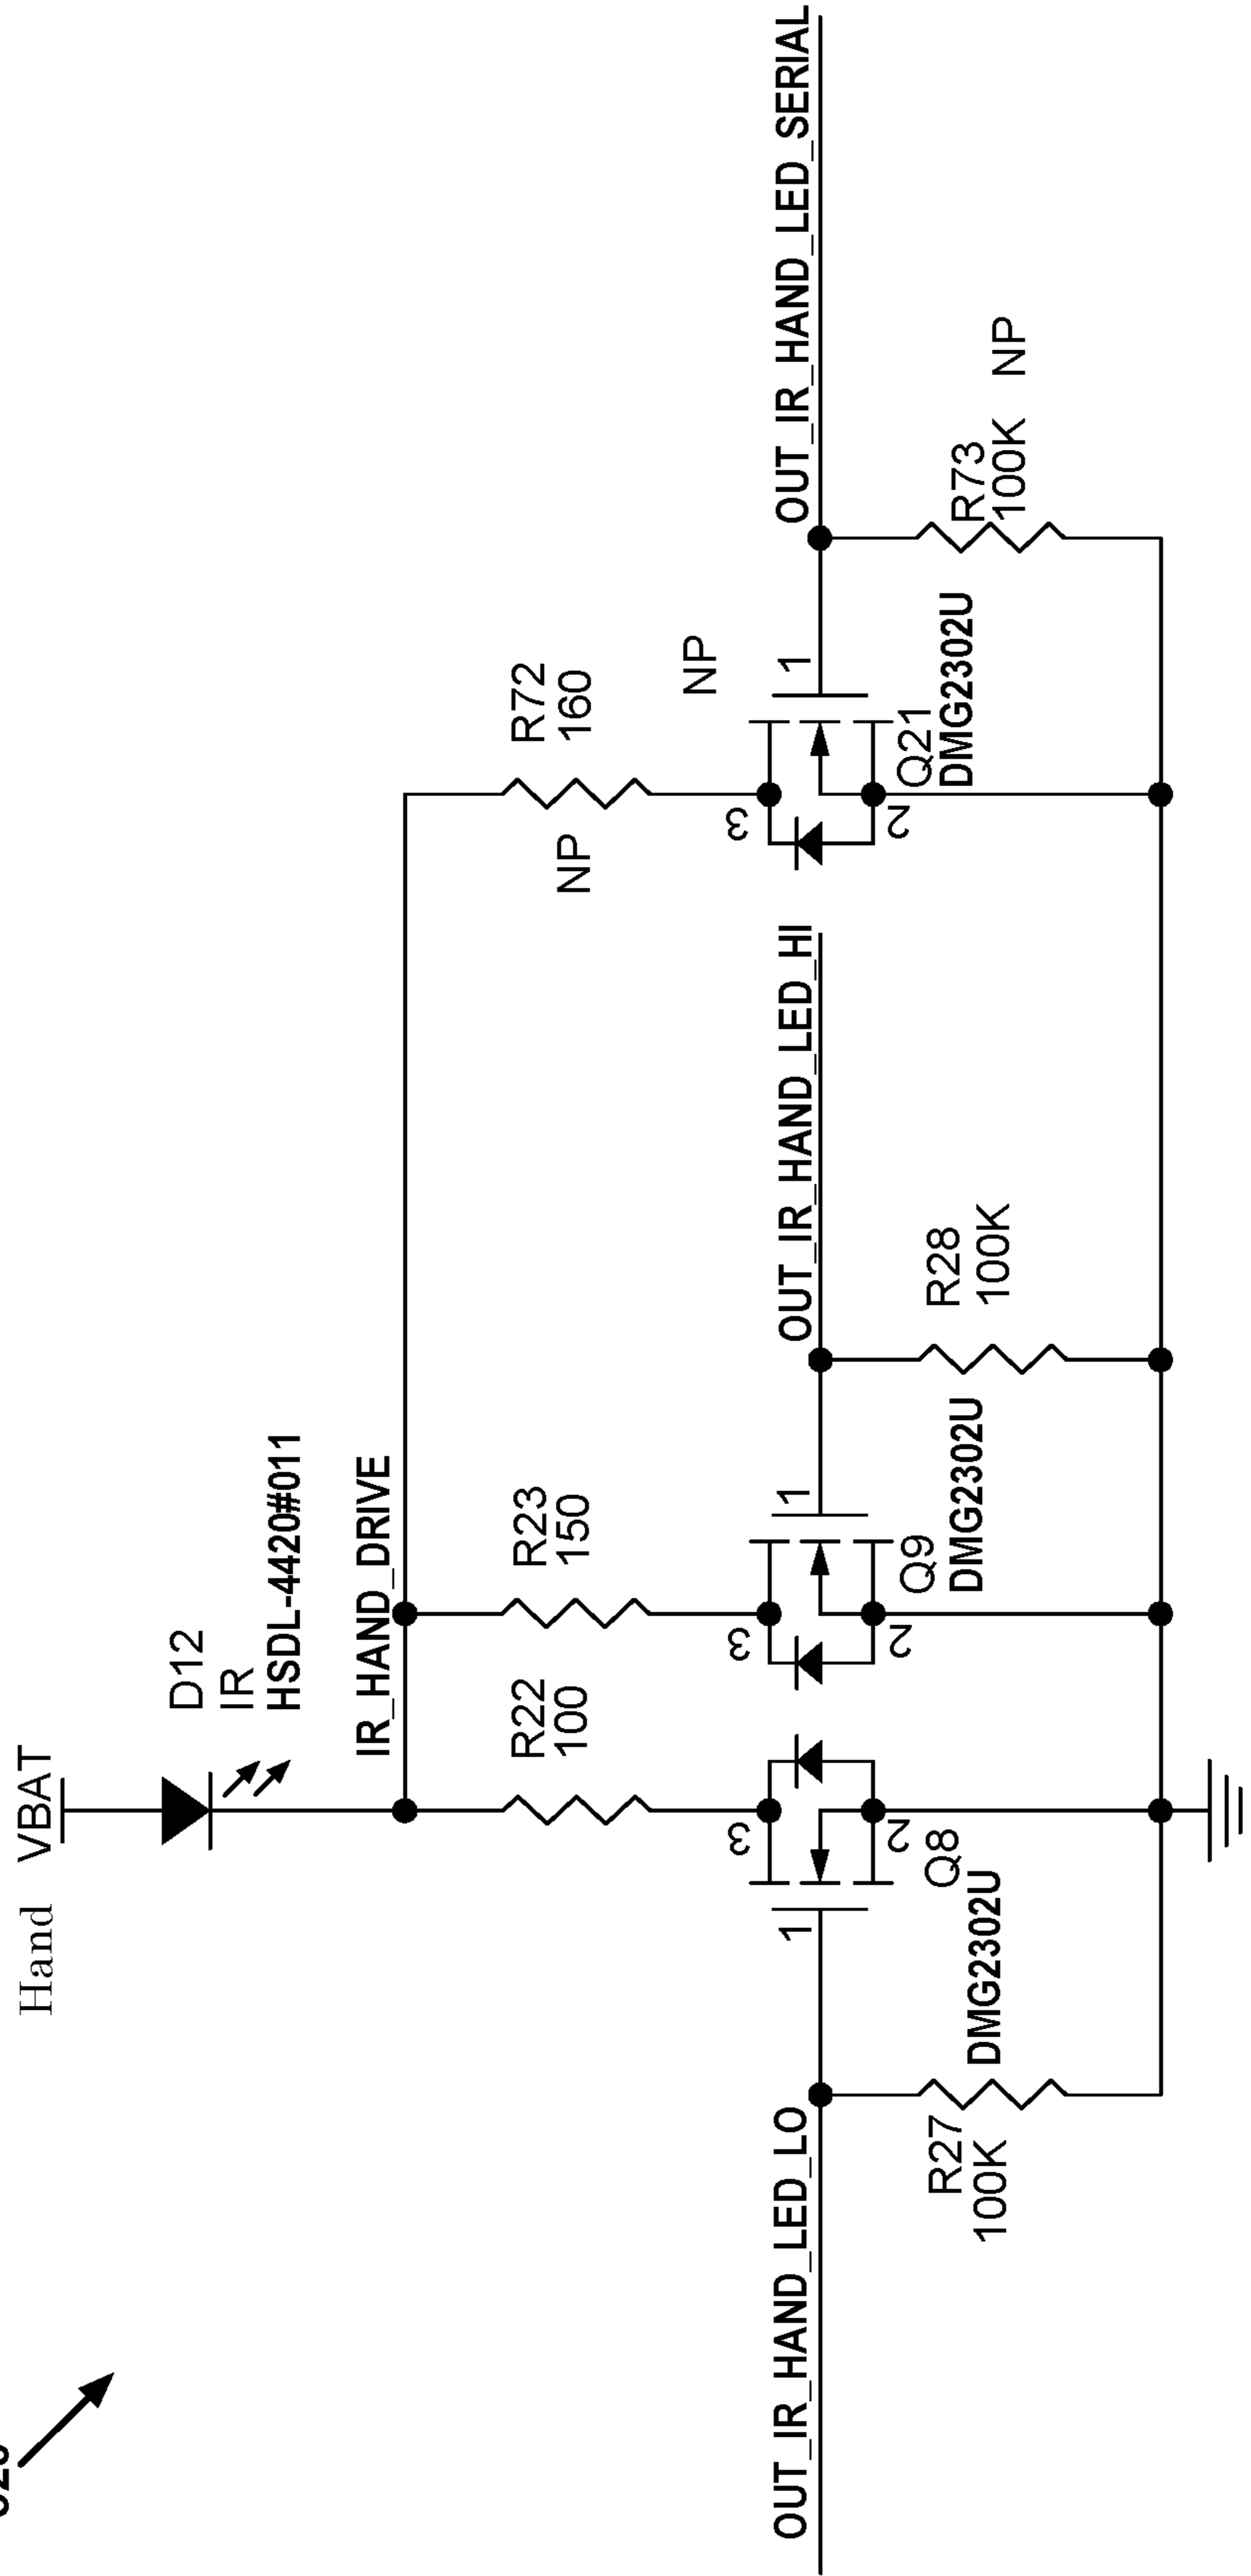 Hand VBAT
D12
IR
HSDL-4420#011
IR_HAND_DRIVE
R22
100
R23
150
R72
160
NP
NP
3
3
3
OUT_IR_HAND_LED_LO
1
1
OUT_IR_HAND_LED_HI
1
OUT_IR_HAND_LED_SERIAL
2
2
2
Q8
DMG2302U
Q9
DMG2302U
Q21
DMG2302U
R27
100K
R28
100K
R73
100K NP